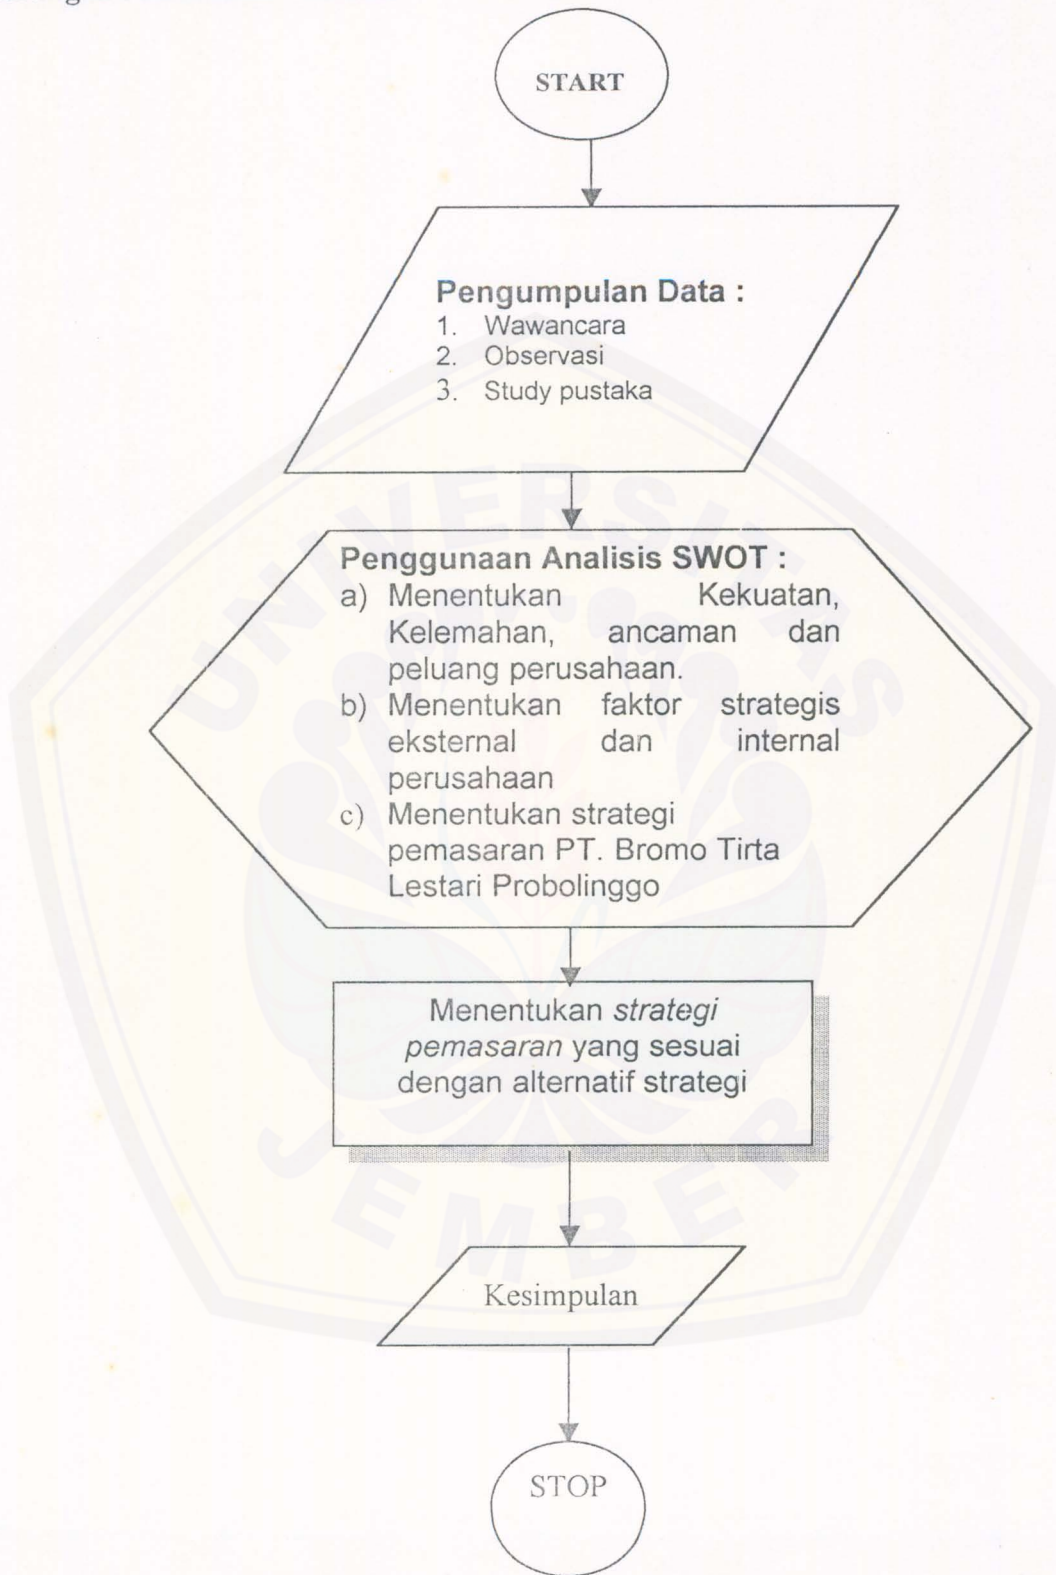 START
Pengumpulan Data :
1. Wawancara
2. Observasi
3. Study pustaka
Penggunaan Analisis SWOT :
a) Menentukan Kekuatan,
Kelemahan, ancaman dan
peluang perusahaan.
b) Menentukan faktor strategis
eksternal dan internal
perusahaan
c) Menentukan strategi
pemasaran PT. Bromo Tirta
Lestari Probolinggo
Menentukan strategi
pemasaran yang sesuai
dengan alternatif strategi
Kesimpulan
STOP
UNIVERSITAS
JEMBER